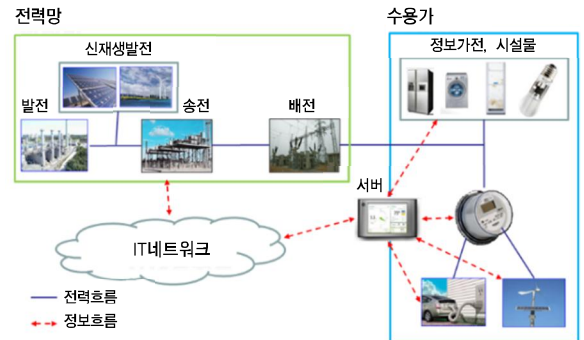 전력망
수용가
신재생발전
정보가전, 시설물
발전
송전
배전
서버
IT네트워크
전력흐름
정보흐름